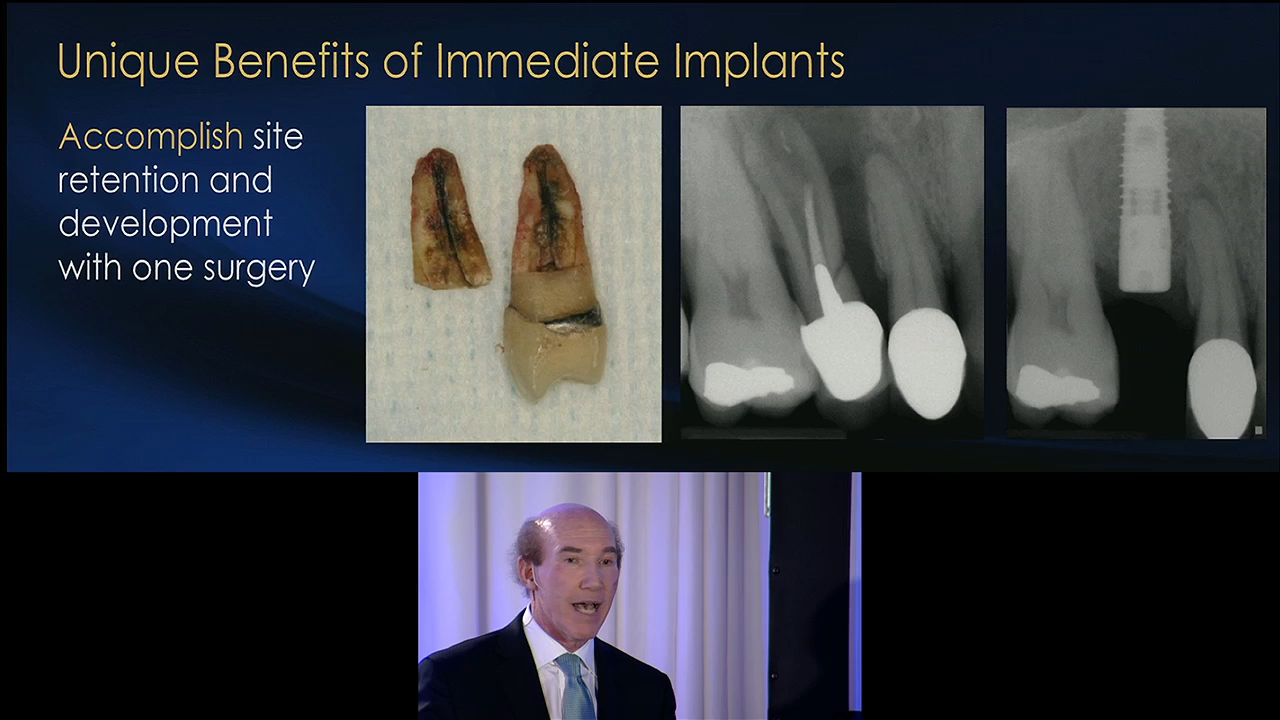 Unique Benefits of Immediate Implants
Accomplish site
retention and
development
with one surgery